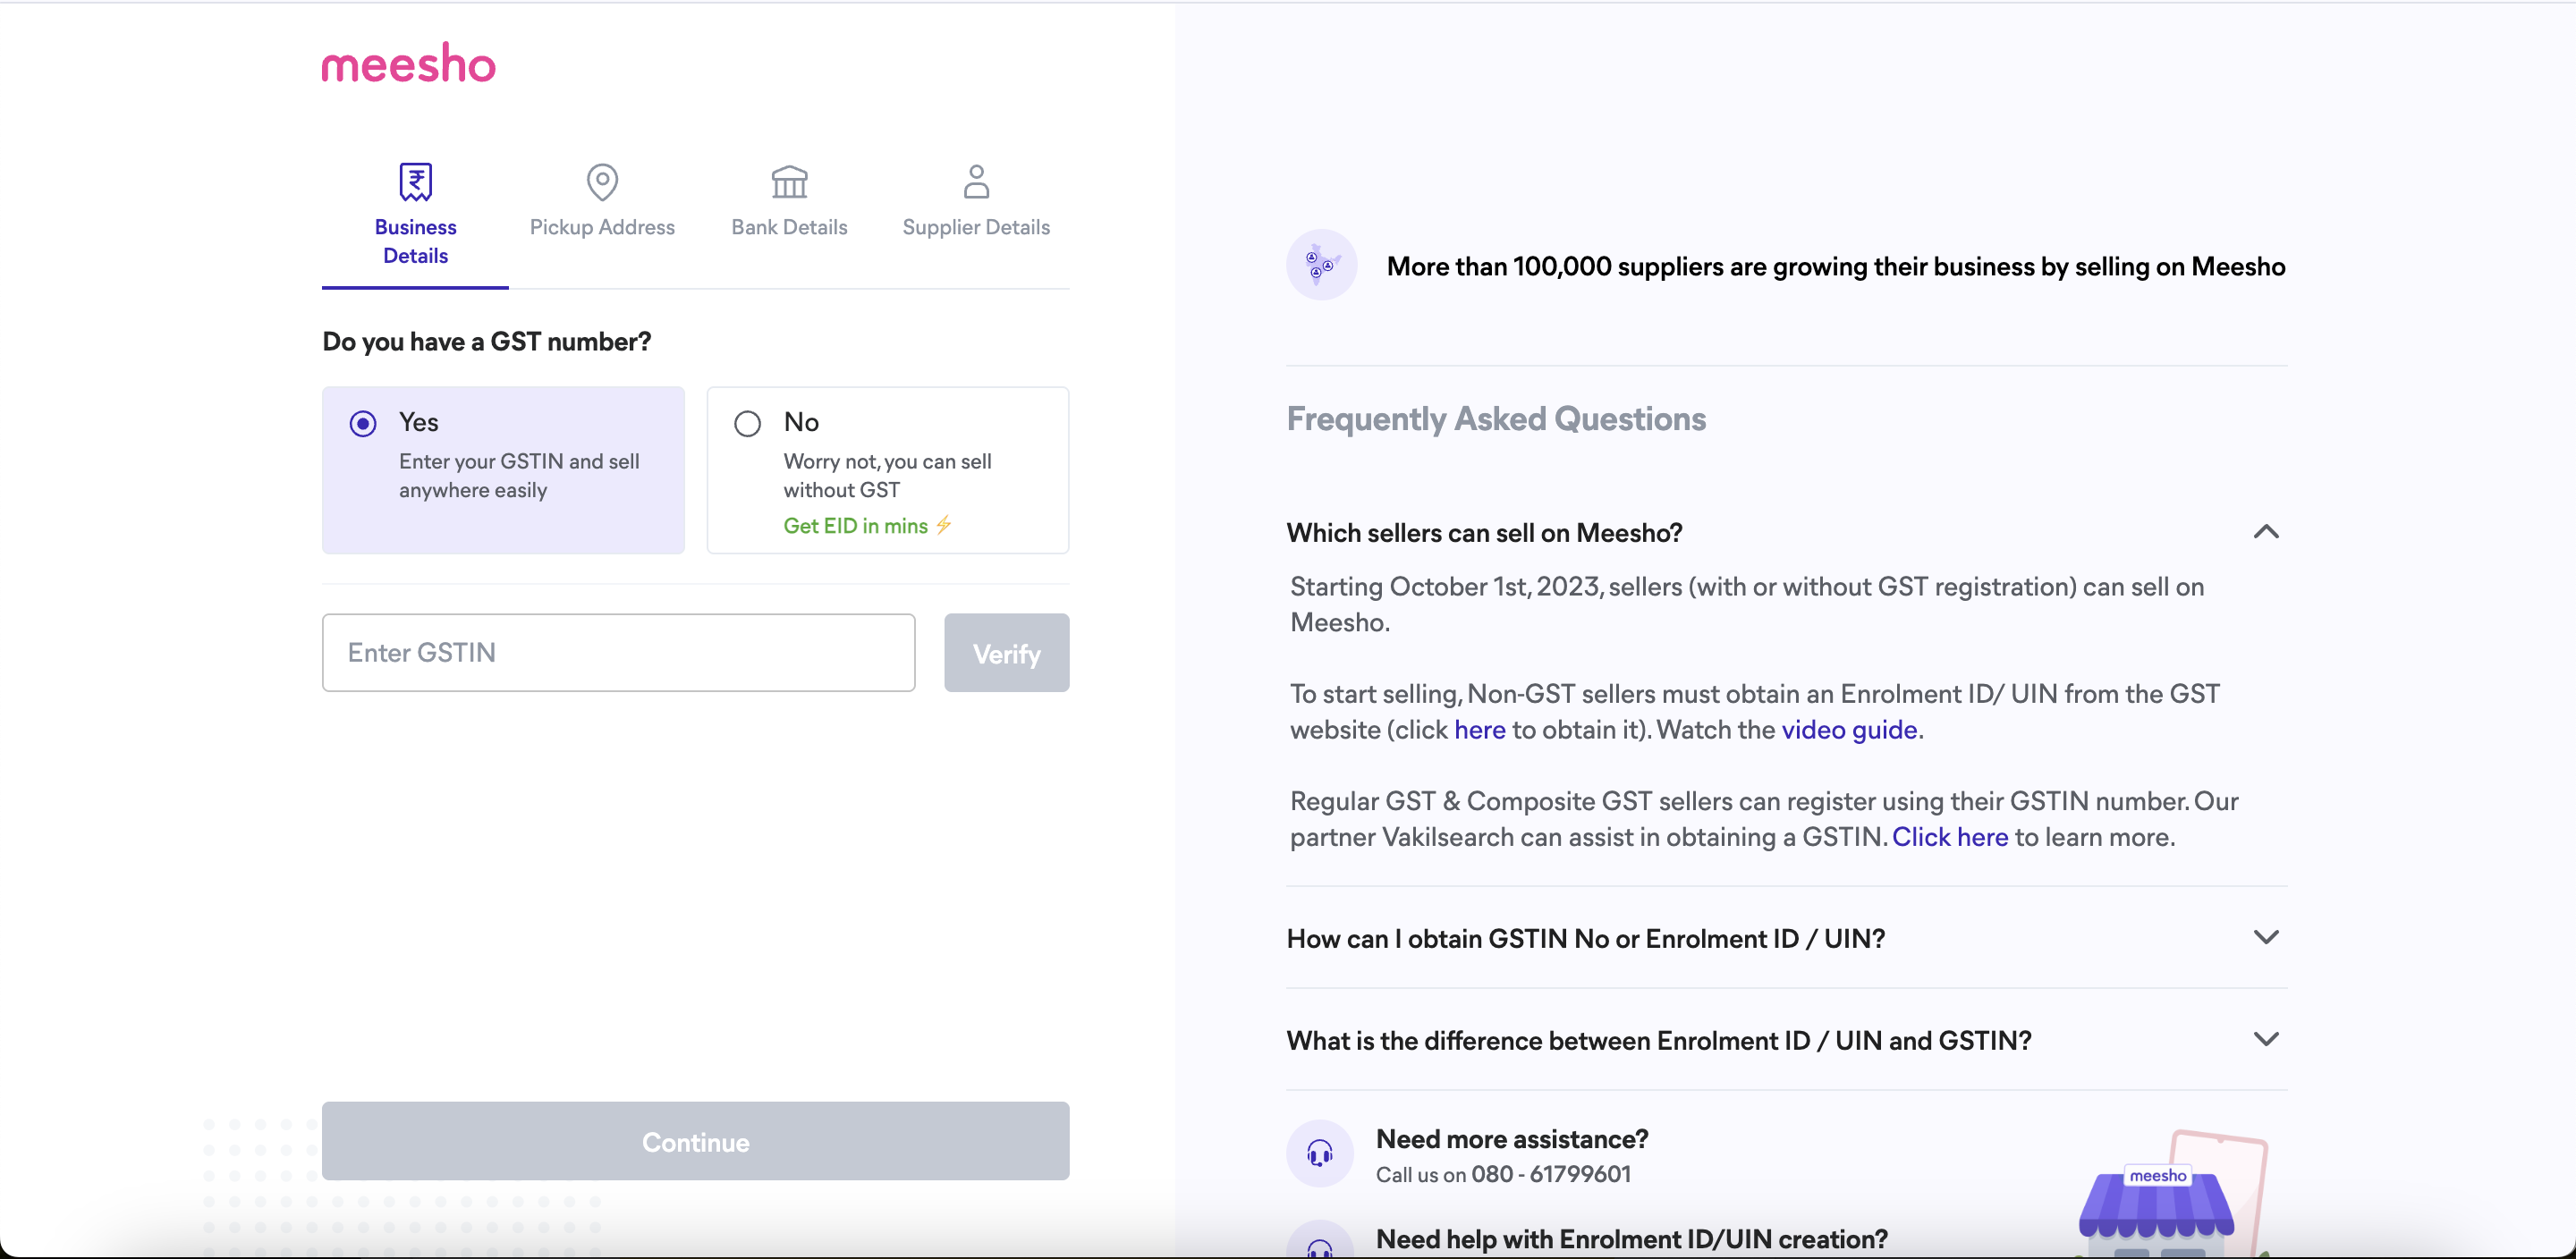 meesho
Business
Details
Pickup Address
Bank Details
Supplier Details
Do you have a GST number?
Yes
Enter your GSTIN and sell
anywhere easily
No
Worry not, you can sell
without GST
Get EID in mins ⚡
Enter GSTIN
Verify
Continue
More than 100,000 suppliers are growing their business by selling on Meesho
Frequently Asked Questions
Which sellers can sell on Meesho?
Starting October 1st, 2023, sellers (with or without GST registration) can sell on
Meesho.
To start selling, Non-GST sellers must obtain an Enrolment ID/ UIN from the GST
website (click here to obtain it). Watch the video guide.
Regular GST & Composite GST sellers can register using their GSTIN number. Our
partner Vakilsearch can assist in obtaining a GSTIN. Click here to learn more.
How can I obtain GSTIN No or Enrolment ID / UIN?
What is the difference between Enrolment ID / UIN and GSTIN?
Need more assistance?
Call us on 080 - 61799601
meesho
Need help with Enrolment ID/UIN creation?